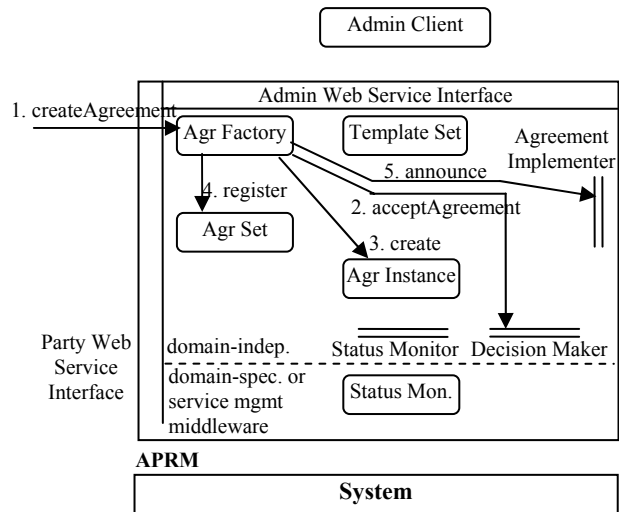 Admin Client
Admin Web Service Interface
1. createAgreement
Agr Factory
Template Set
Agreement
Implementer
5. announce
4. register
2. acceptAgreement
Agr Set
3. create
Agr Instance
Party Web
Service
Interface
domain-indep.
Status Monitor
Decision Maker
domain-spec. or
service mgmt
middleware
Status Mon.
APRM
System